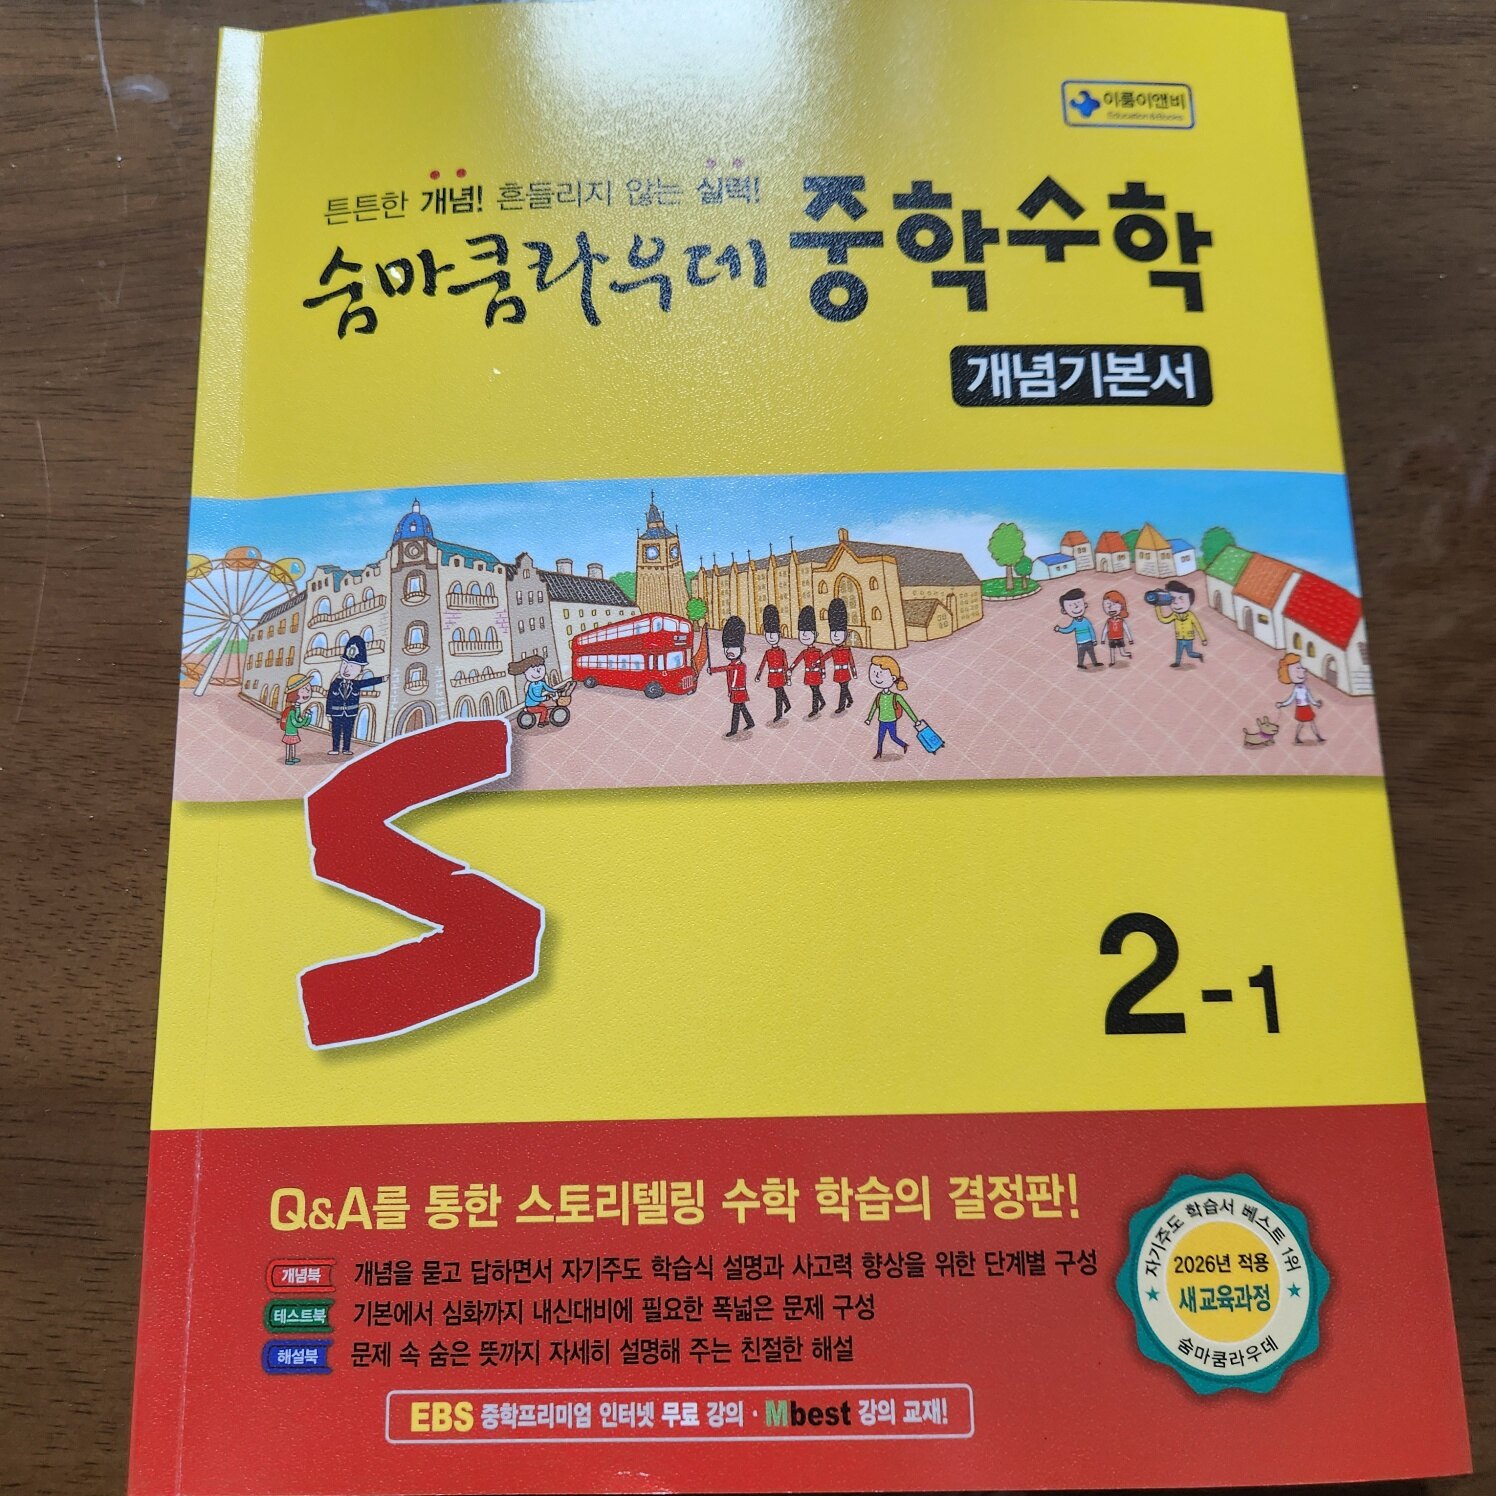 이룸이앤비
Education&Books
튼튼한 개념! 흔들리지 않는 실력!
숨마쿰라우데 중학수학
개념기본서
S
2-1
Q&A를 통한 스토리텔링 수학 학습의 결정판!
개념북 개념을 묻고 답하면서 자기주도 학습식 설명과 사고력 향상을 위한 단계별 구성
테스트북 기본에서 심화까지 내신대비에 필요한 폭넓은 문제 구성
해설북 문제 속 숨은 뜻까지 자세히 설명해 주는 친절한 해설
자기주도 학습서 베스트 1위
2026년 적용
새교육과정
숨마쿰라우데
EBS 중학프리미엄 인터넷 무료 강의 · Mbest 강의 교재!